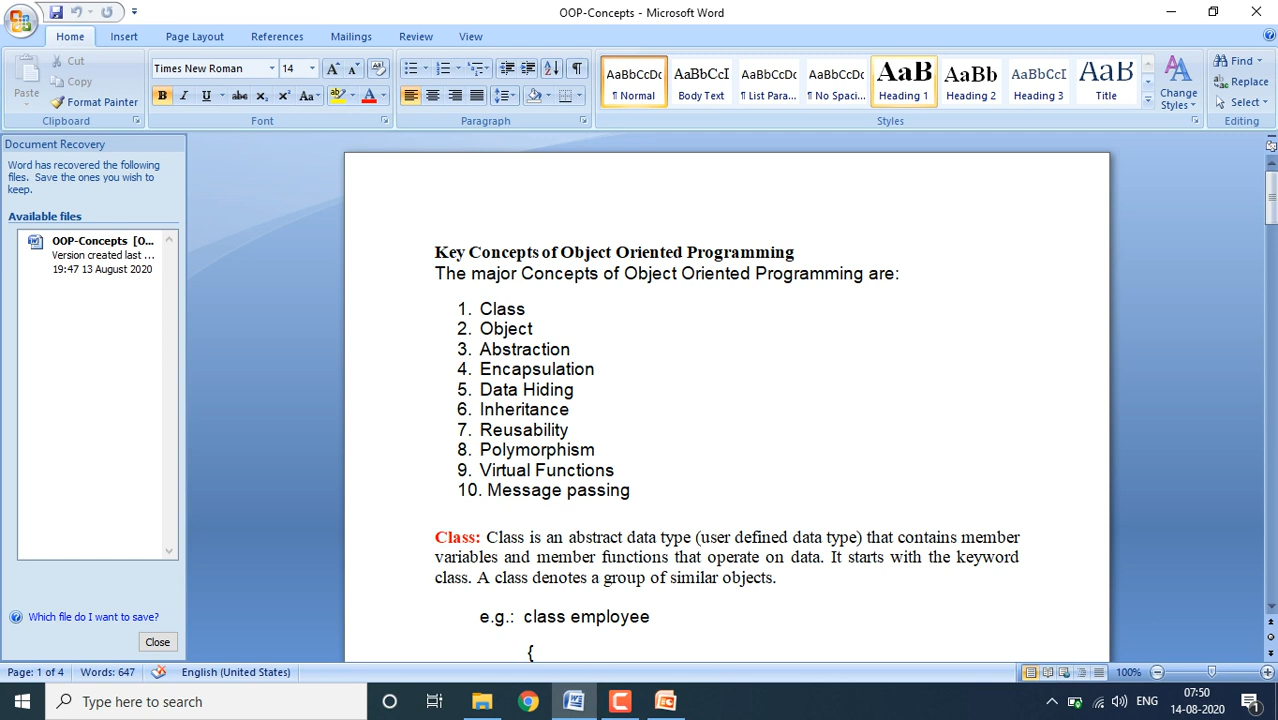 OOP-Concepts - Microsoft Word
Home Insert Page Layout References Mailings Review View
Cut
Copy
Paste
Format Painter
Clipboard
Times New Roman 14
Font
Paragraph
AaBbCcDc AaBbCcI AaBbCcDc AaBbCcDc AaB AaBb AaBbCcI AaBb
¶ Normal Body Text ¶ List Para... ¶ No Spaci... Heading 1 Heading 2 Heading 3 Title
Change Styles
Styles
Find
Replace
Select
Editing
Document Recovery
Word has recovered the following
files. Save the ones you wish to
keep.
Available files
OOP-Concepts [O...
Version created last ...
19:47 13 August 2020
Which file do I want to save?
Close
Key Concepts of Object Oriented Programming
The major Concepts of Object Oriented Programming are:
1. Class
2. Object
3. Abstraction
4. Encapsulation
5. Data Hiding
6. Inheritance
7. Reusability
8. Polymorphism
9. Virtual Functions
10. Message passing
Class: Class is an abstract data type (user defined data type) that contains member
variables and member functions that operate on data. It starts with the keyword
class. A class denotes a group of similar objects.
e.g.: class employee
{
Page: 1 of 4 Words: 647 English (United States) 100%
Type here to search
ENG
07:50
14-08-2020